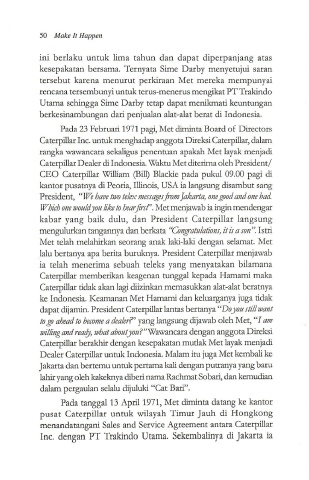 50 Make It Happen
ini berlaku untuk lima tahun dan dapat diperpanjang atas
kesepakatan bersama. Ternyata Sime Darby menyetujui saran
tersebut karena menurut perkiraan Met mereka mempunyai
rencana tersembunyi untuk terus-menerus mengikat PT Trakindo
Utama sehingga Sime Darby tetap dapat menikmati keuntungan
berkesinambungan dari penjualan alat-alat berat di Indonesia.
Pada 23 Februari 1971 pagi, Met diminta Board of Directors
Caterpillar Inc. untuk menghadap anggota Direksi Caterpillar, dalam
rangka wawancara sekaligus penentuan apakah Met layak menjadi
Caterpillar Dealer di Indonesia. Waktu Met diterima oleh President/
CEO Caterpillar William (Bill) Blackie pada pukul 09.00 pagi di
kantor pusatnya di Peoria, Illinois, USA ia langsung disambut sang
President, "We have two telex messages from Jakarta, one good and one bad.
Which one would you like to hear first". Met menjawab ia ingin mendengar
kabar yang baik dulu, dan President Caterpillar langsung
mengulurkan tangannya dan berkata "Congratulations, it is a son". Istri
Met telah melahirkan seorang anak laki-laki dengan selamat. Met
lalu bertanya apa berita buruknya. President Caterpillar menjawab
ia telah menerima sebuah teleks yang menyatakan bilamana
Caterpillar memberikan keagenan tunggal kepada Hamami maka
Caterpillar tidak akan lagi diizinkan memasukkan alat-alat beratnya
ke Indonesia. Keamanan Met Hamami dan keluarganya juga tidak
dapat dijamin. President Caterpillar lantas bertanya "Do you still want
to go ahead to become a dealer?" yang langsung dijawab oleh Met, "I am
willing and ready, what about you?" Wawancara dengan anggota Direksi
Caterpillar berakhir dengan kesepakatan mutlak Met layak menjadi
Dealer Caterpillar untuk Indonesia. Malam itu juga Met kembali ke
Jakarta dan bertemu untuk pertama kali dengan putranya yang baru
lahir yang oleh kakeknya diberi nama Rachmat Sobari, dan kemudian
dalam pergaulan selalu dijuluki "Cat Bari".
Pada tanggal 13 April 1971, Met diminta datang ke kantor
pusat Caterpillar untuk wilayah Timur Jauh di Hongkong
menandatangani Sales and Service Agreement antara Caterpillar
Inc. dengan PT Trakindo Utama. Sekembalinya di Jakarta ia